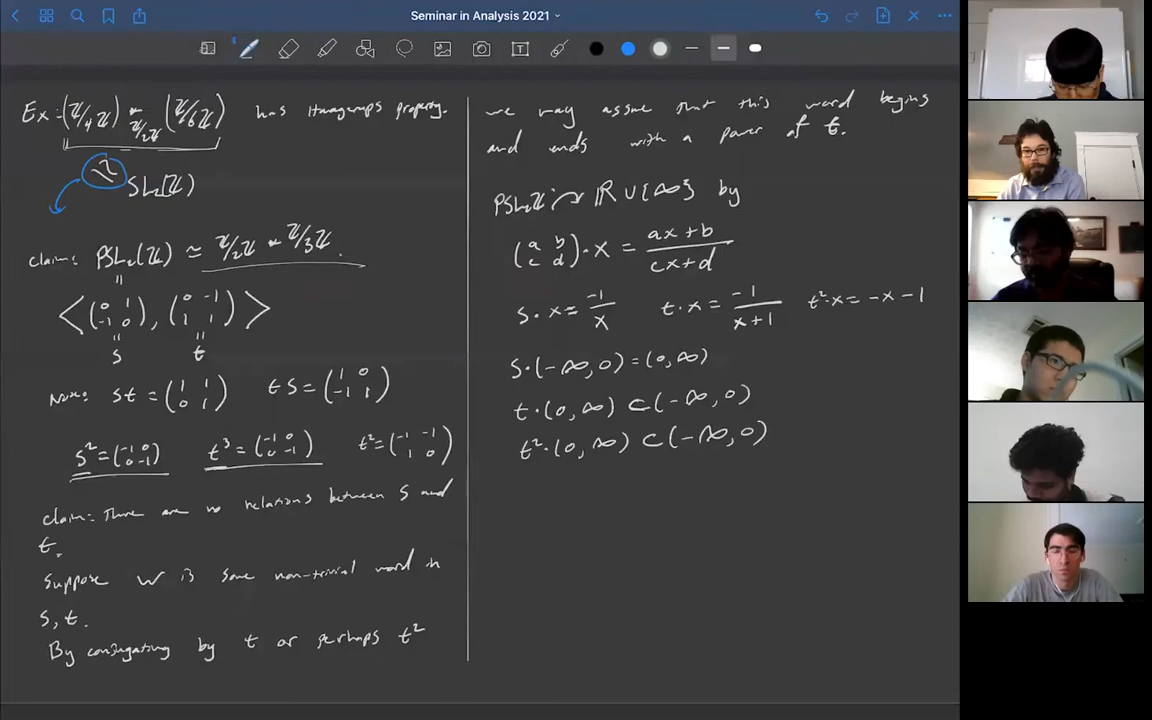 Seminar in Analysis 2021
Ex: (ℤ/4ℤ) *_{ℤ/2ℤ} (ℤ/6ℤ) has Haagerups property.
≃ SL₂(ℤ)
claim: PSL₂(ℤ) ≃ ℤ/2ℤ * ℤ/3ℤ.
=
< (0 1; -1 0), (0 -1; 1 1) >
= =
s t
Note: st = (1 1; 0 1) ts = (1 0; -1 1)
s² = (-1 0; 0 -1) t³ = (-1 0; 0 -1) t² = (-1 -1; 1 0)
claim: There are no relations between s and
t.
Suppose w is some non-trivial word in
s, t.
By conjugating by t or perhaps t²
we may assume that this word begins
and ends with a power of t.
PSL₂ℤ ↷ ℝ ∪ {∞} by
(a b; c d) · x = (ax+b)/(cx+d)
s · x = -1/x t · x = -1/(x+1) t² · x = -x-1
s · (-∞, 0) = (0, ∞)
t · (0, ∞) ⊂ (-∞, 0)
t² · (0, ∞) ⊂ (-∞, 0)